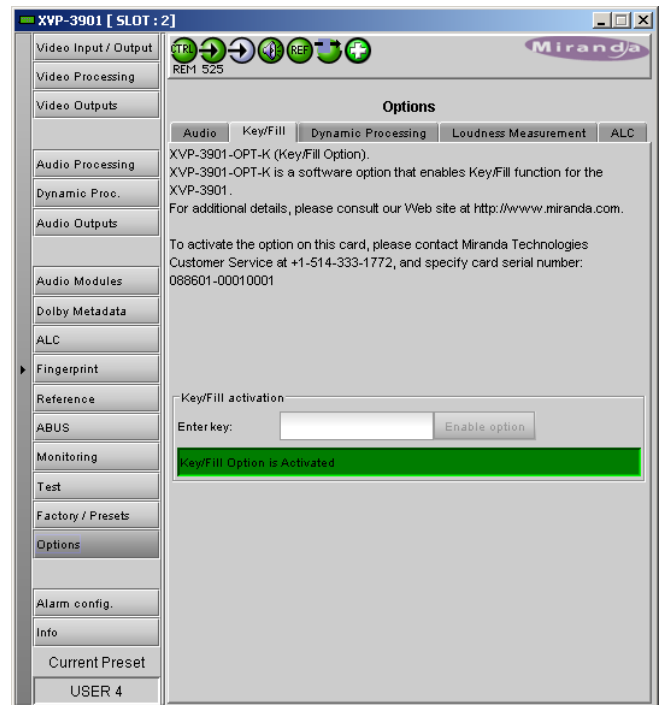 XVP-3901 [ SLOT : 2]
Video Input / Output
Video Processing
Video Outputs
Audio Processing
Dynamic Proc.
Audio Outputs
Audio Modules
Dolby Metadata
ALC
Fingerprint
Reference
ABUS
Monitoring
Test
Factory / Presets
Options
Alarm config.
Info
Current Preset
USER 4
CTRL
REF
REM 525
Miranda
Options
Audio Key/Fill Dynamic Processing Loudness Measurement ALC
XVP-3901-OPT-K (Key/Fill Option).
XVP-3901-OPT-K is a software option that enables Key/Fill function for the
XVP-3901.
For additional details, please consult our Web site at http://www.miranda.com.
To activate the option on this card, please contact Miranda Technologies
Customer Service at +1-514-333-1772, and specify card serial number:
088601-00010001
Key/Fill activation
Enter key:
Enable option
Key/Fill Option is Activated